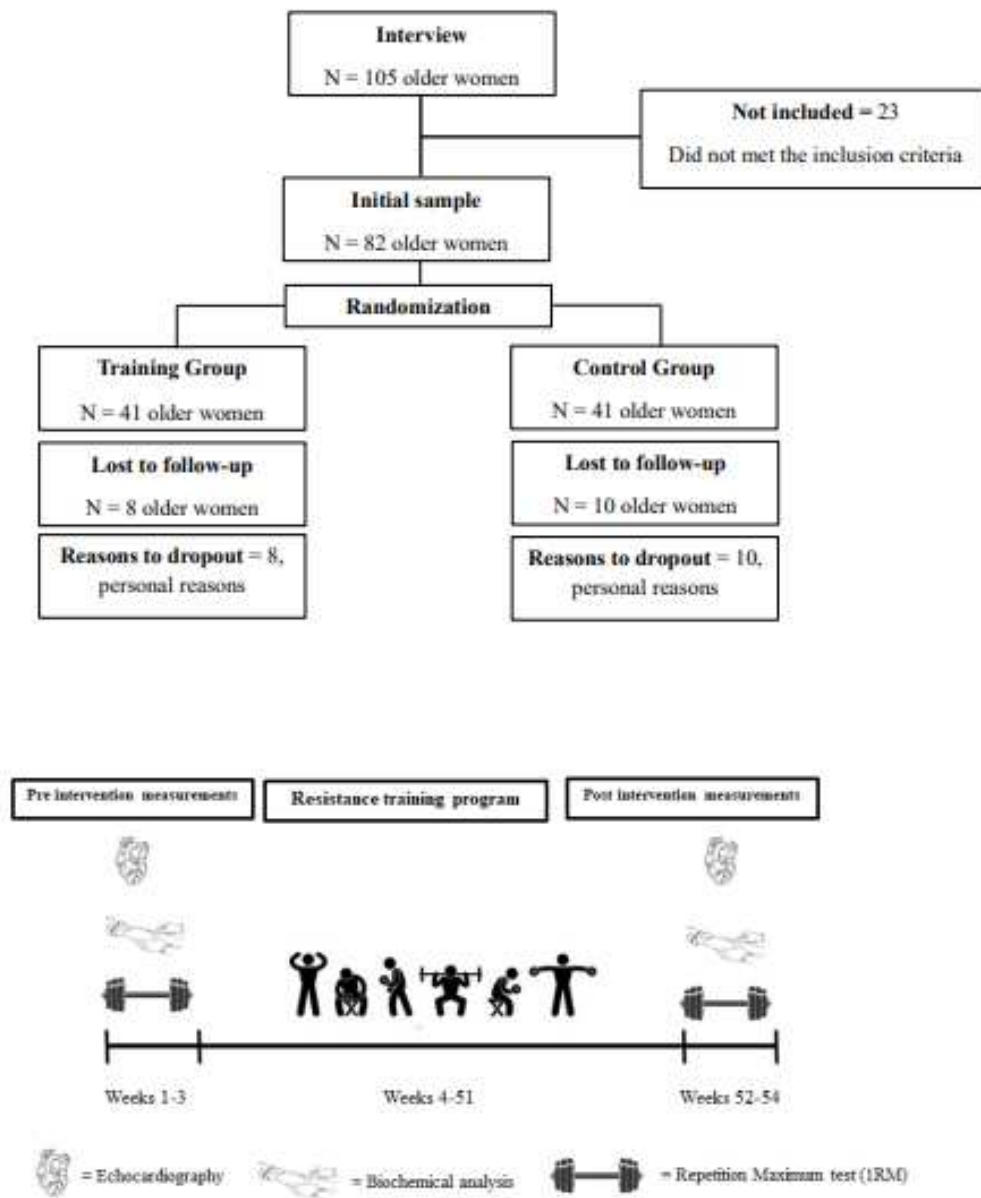 Interview
N = 105 older women
Not included = 23
Did not met the inclusion criteria
Initial sample
N = 82 older women
Randomization
Training Group
N = 41 older women
Control Group
N = 41 older women
Lost to follow-up
N = 8 older women
Lost to follow-up
N = 10 older women
Reasons to dropout = 8,
personal reasons
Reasons to dropout = 10,
personal reasons
Pre intervention measurements
Resistance training program
Post intervention measurements
Weeks 1-3
Weeks 4-51
Weeks 52-54
= Echocardiography
= Biochemical analysis
= Repetition Maximum test (1RM)